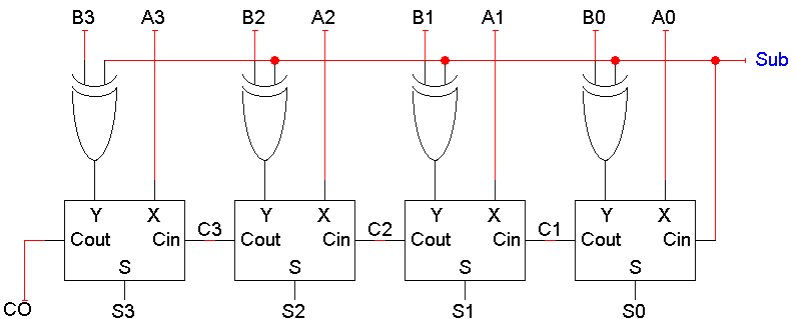 B3 A3 B2 A2 B1 A1 B0 A0
Sub
Y X Y X Y X Y X
Cout Cin C3 Cout Cin C2 Cout Cin C1 Cout Cin
S S S S
CO S3 S2 S1 S0